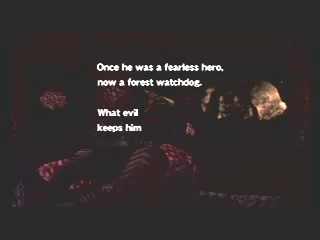 Once he was a fearless hero,
now a forest watchdog.
What evil
keeps him